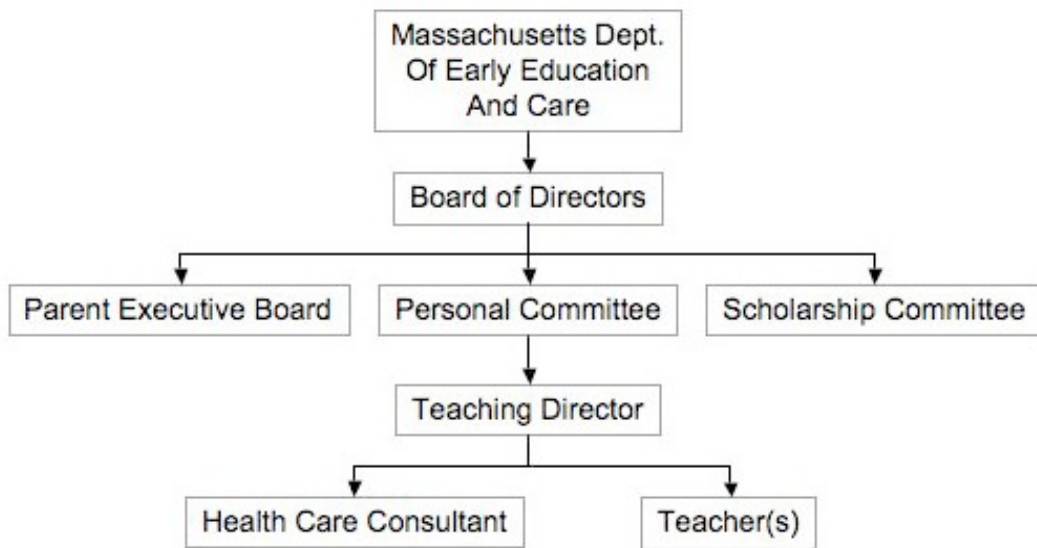 Massachusetts Dept.
Of Early Education
And Care
Board of Directors
Parent Executive Board
Personal Committee
Scholarship Committee
Teaching Director
Health Care Consultant
Teacher(s)